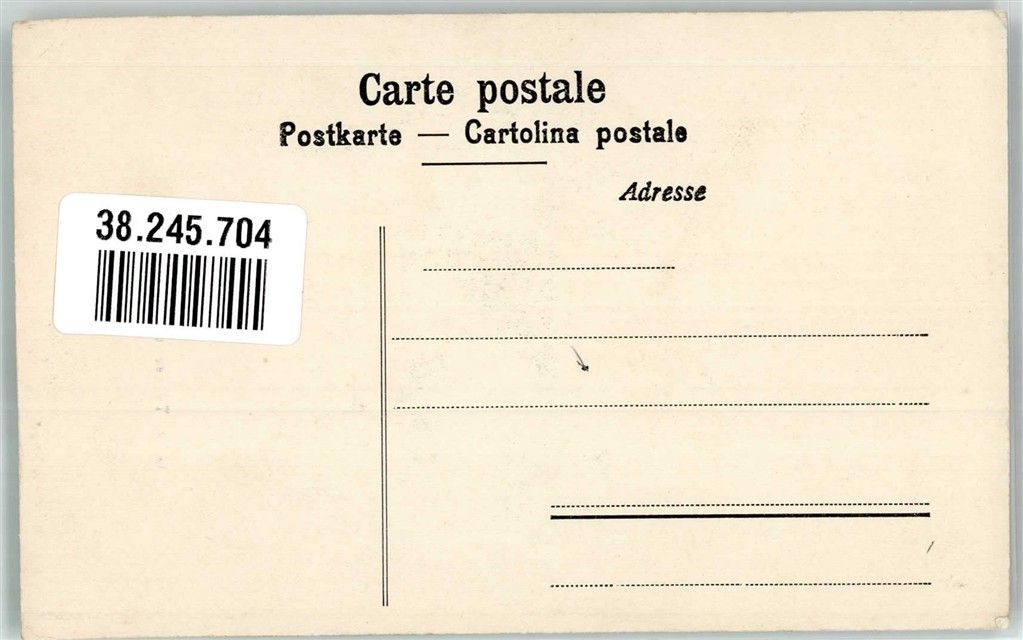 Carte postale
Postkarte — Cartolina postale
Adresse
38.245.704